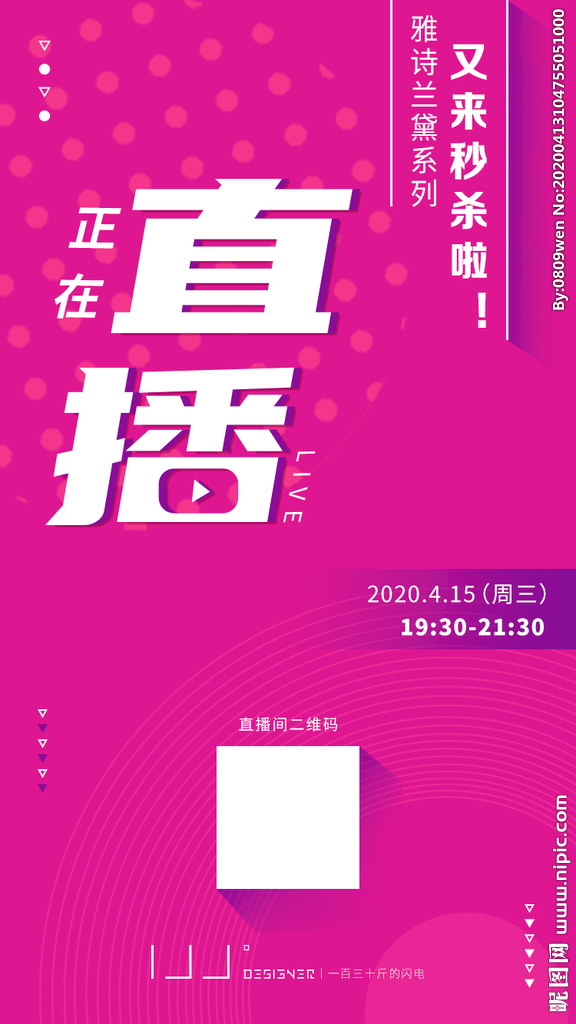 雅诗兰黛系列
又来秒杀啦！
正在
直播
LIVE
2020.4.15（周三）
19:30-21:30
直播间二维码
DESIGNER | 一百三十斤的闪电
By:0809wen No:20200413104755051000
昵图网 www.nipic.com